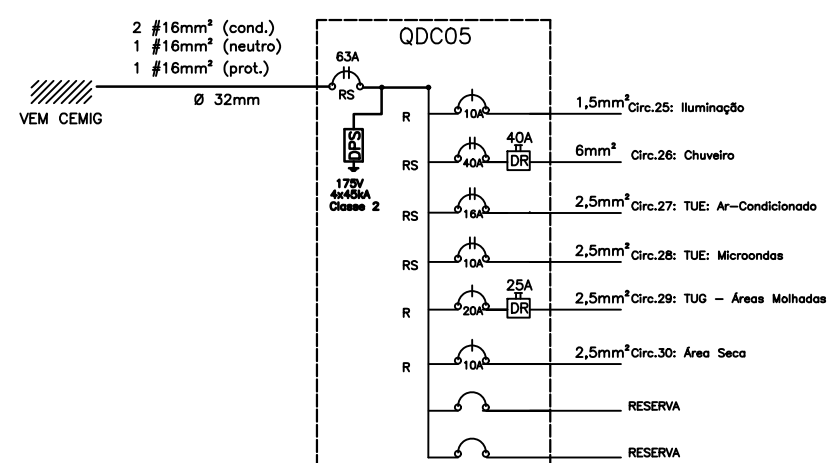 2 #16mm² (cond.)
1 #16mm² (neutro)
1 #16mm² (prot.)
Ø 32mm
VEM CEMIG
QDC05
63A
RS
DPS
175V
4x45kA
Classe 2
R 10A 1,5mm² Circ.25: Iluminação
RS 40A 40A DR 6mm² Circ.26: Chuveiro
RS 16A 2,5mm² Circ.27: TUE: Ar-Condicionado
RS 10A 2,5mm² Circ.28: TUE: Microondas
R 20A 25A DR 2,5mm² Circ.29: TUG - Áreas Molhadas
R 10A 2,5mm² Circ.30: Área Seca
RESERVA
RESERVA